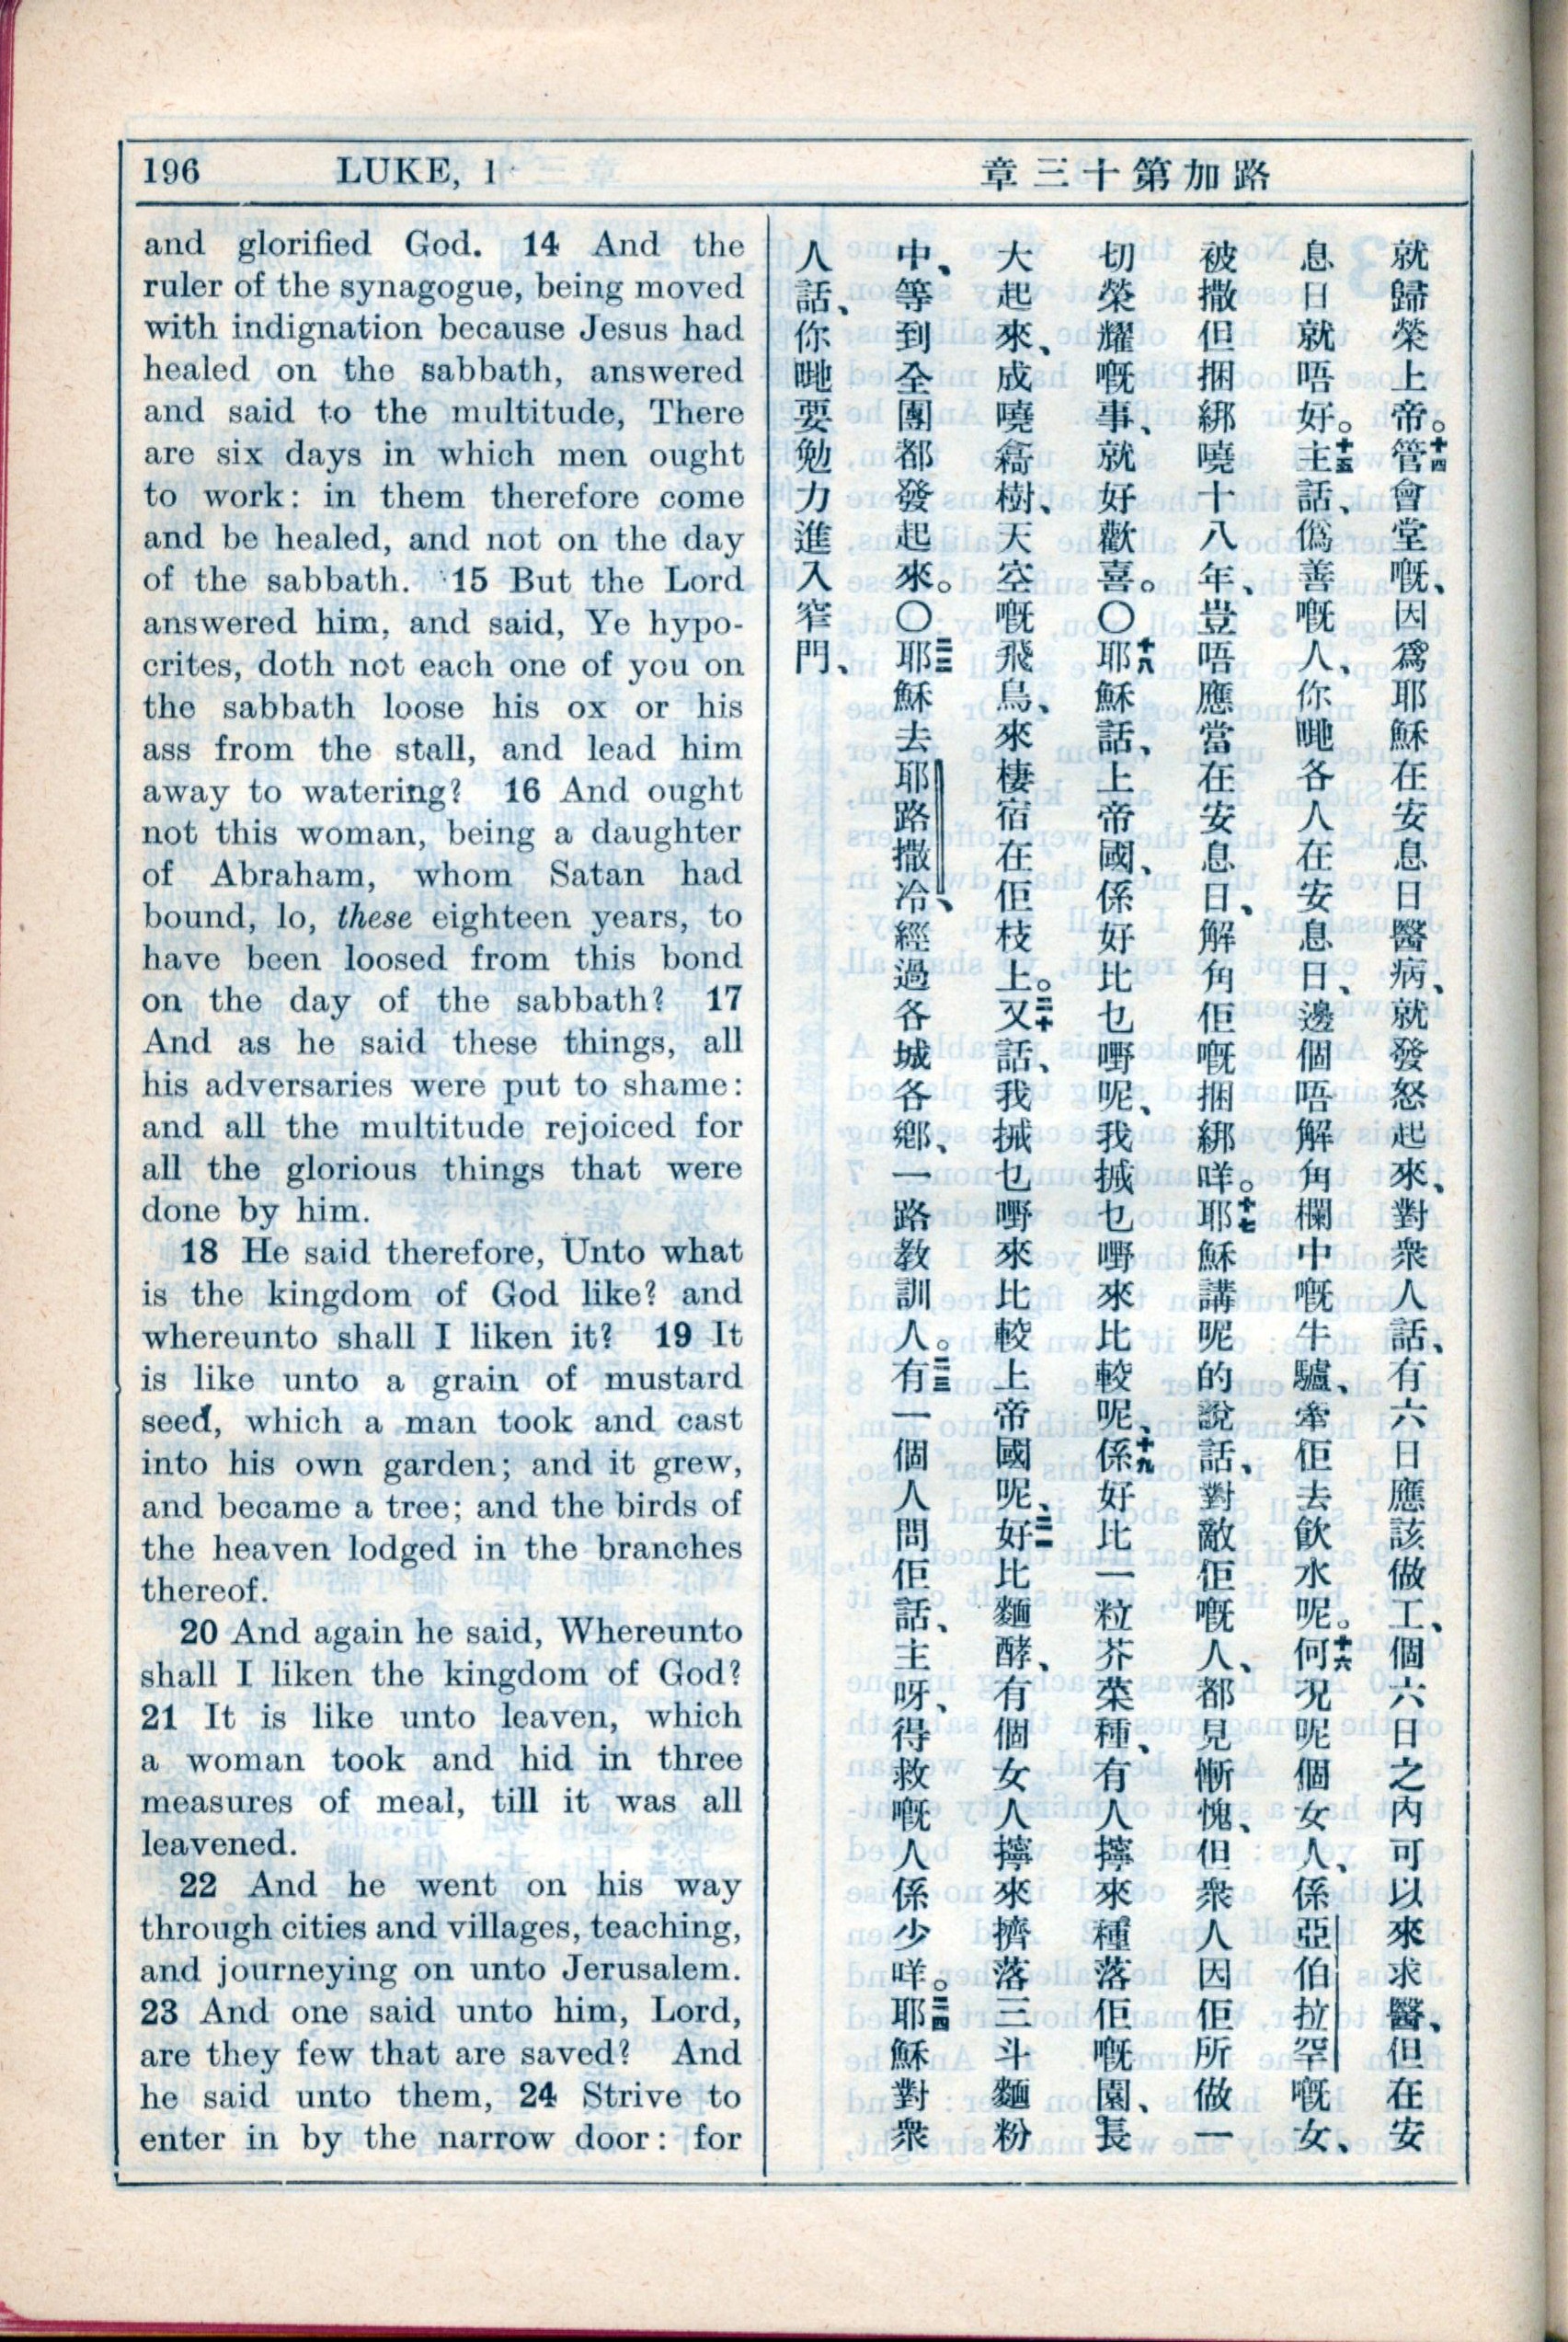 196 LUKE, 1
路加第十三章
and glorified God. 14 And the
ruler of the synagogue, being moved
with indignation because Jesus had
healed on the sabbath, answered
and said to the multitude, There
are six days in which men ought
to work: in them therefore come
and be healed, and not on the day
of the sabbath. 15 But the Lord
answered him, and said, Ye hypo-
crites, doth not each one of you on
the sabbath loose his ox or his
ass from the stall, and lead him
away to watering? 16 And ought
not this woman, being a daughter
of Abraham, whom Satan had
bound, lo, these eighteen years, to
have been loosed from this bond
on the day of the sabbath? 17
And as he said these things, all
his adversaries were put to shame:
and all the multitude rejoiced for
all the glorious things that were
done by him.
18 He said therefore, Unto what
is the kingdom of God like? and
whereunto shall I liken it? 19 It
is like unto a grain of mustard
seed, which a man took and cast
into his own garden; and it grew,
and became a tree; and the birds of
the heaven lodged in the branches
thereof.
20 And again he said, Whereunto
shall I liken the kingdom of God?
21 It is like unto leaven, which
a woman took and hid in three
measures of meal, till it was all
leavened.
22 And he went on his way
through cities and villages, teaching,
and journeying on unto Jerusalem.
23 And one said unto him, Lord,
are they few that are saved? And
he said unto them, 24 Strive to
enter in by the narrow door: for
就歸榮上帝。十四管會堂嘅、因爲耶穌在安息日醫病、就發怒起來、對衆人話、有六日應該做工、個六日之內可以來求醫、但在安
息日就唔好。十五主話、僞善嘅人、你哋各人在安息日、邊個唔解角欄中嘅牛驢、牽佢去飲水呢。十六何况呢個女人、係亞伯拉罕嘅女、
被撒但捆綁嘵十八年、豈唔應當在安息日、解角佢嘅捆綁咩。十七耶穌講呢的說話、對敵佢嘅人、都見慚愧、但衆人因佢所做一
切榮耀嘅事、就好歡喜。〇十八耶穌話、上帝國、係好比乜嘢呢、我搣乜嘢來比較呢、十九係好比一粒芥菜種、有人擰來種落佢嘅園、長
大起來、成嘵䉵樹、天空嘅飛鳥、來棲宿在佢枝上。二十又話、我搣乜嘢來比較上帝國呢、二一好比麵酵、有個女人擰來擠落三斗麵粉
中、等到全團都發起來。〇二二耶穌去耶路撒冷、經過各城各鄉、一路教訓人。二三有一個人問佢話、主呀、得救嘅人係少咩。二四耶穌對衆
人話、你哋要勉力進入窄門、